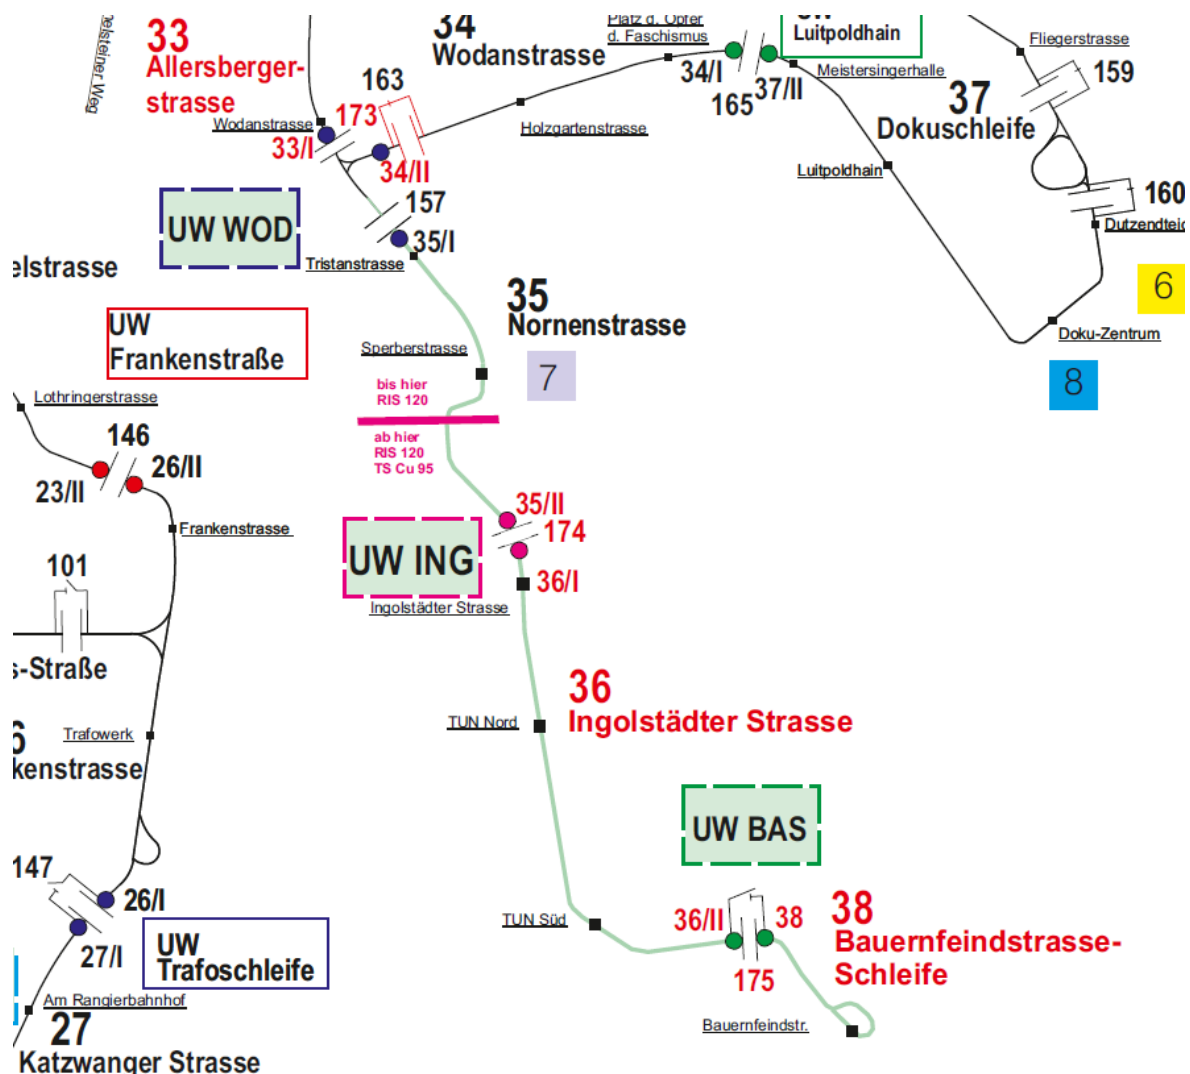 33
Allersberger-
strasse
34
Wodanstrasse
Platz d. Opfer
d. Faschismus
UW
Luitpoldhain
Fliegerstrasse
159
163
173
34/I
165
37/II
Meistersingerhalle
37
Dokuschleife
Wodanstrasse
33/I
34/II
Holzgartenstrasse
Luitpoldhain
160
157
UW WOD
35/I
Tristanstrasse
elstrasse
6
35
Nornenstrasse
UW
Frankenstraße
Sperberstrasse
7
Doku-Zentrum
8
bis hier
RIS 120
ab hier
RIS 120
TS Cu 95
Lothringerstrasse
146
26/II
23/II
35/II
174
Frankenstrasse
UW ING
36/I
101
Ingolstädter Strasse
s-Straße
36
Ingolstädter Strasse
TUN Nord
Trafowerk
6
kenstrasse
UW BAS
147
26/I
27/I
UW
Trafoschleife
TUN Süd
36/II
38
175
38
Bauernfeindstrasse-
Schleife
Am Rangierbahnhof
27
Katzwanger Strasse
Bauernfeindstr.